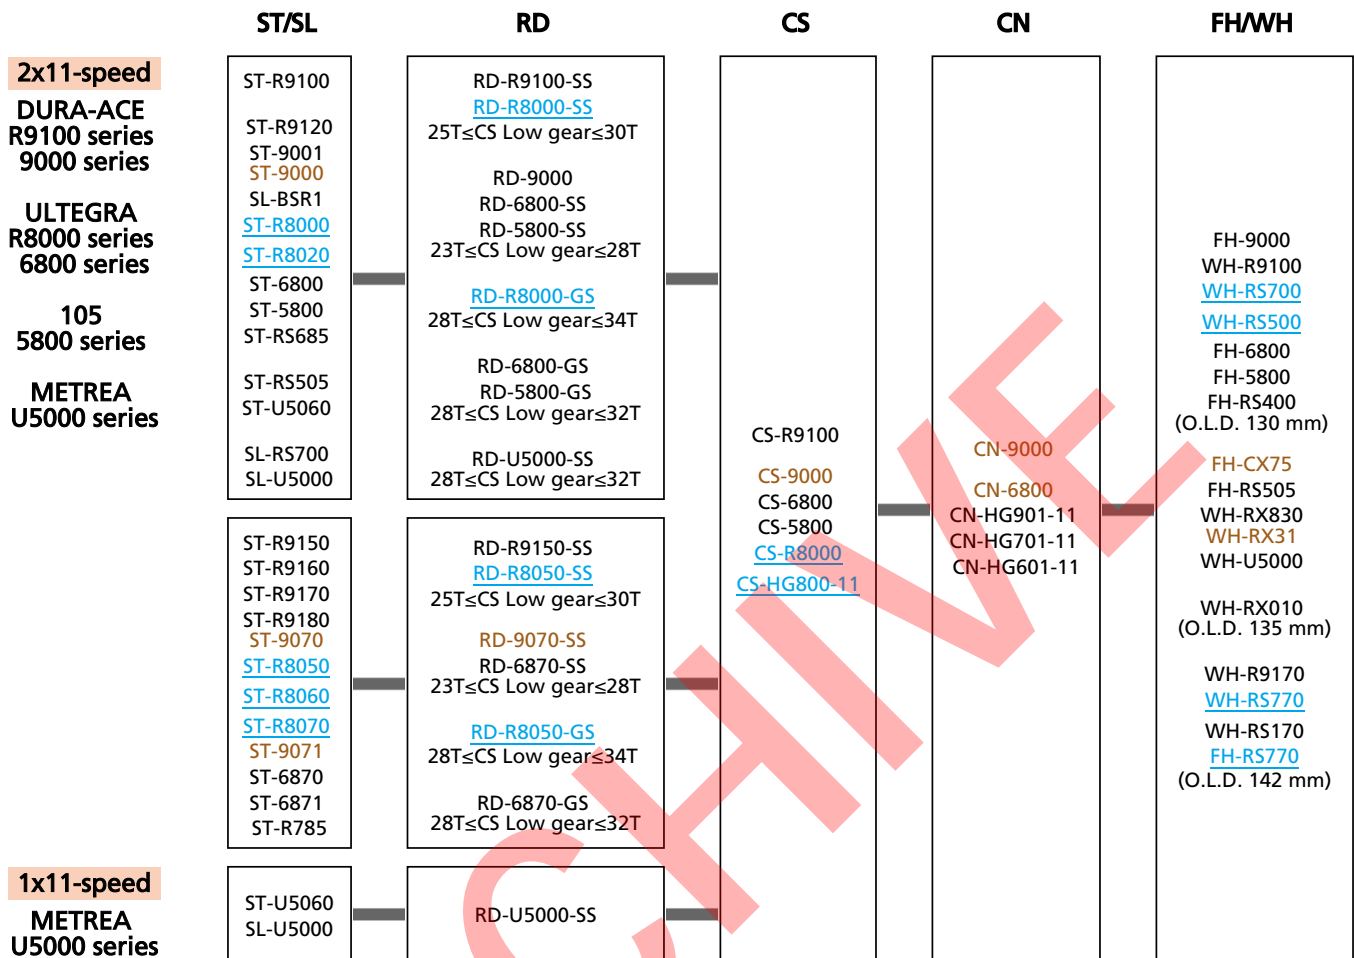 ST/SL RD CS CN FH/WH
2x11-speed
DURA-ACE
R9100 series
9000 series
ULTEGRA
R8000 series
6800 series
105
5800 series
METREA
U5000 series
ST-R9100
ST-R9120
ST-9001
ST-9000
SL-BSR1
ST-R8000
ST-R8020
ST-6800
ST-5800
ST-RS685
ST-RS505
ST-U5060
SL-RS700
SL-U5000
RD-R9100-SS
RD-R8000-SS
25T≤CS Low gear≤30T
RD-9000
RD-6800-SS
RD-5800-SS
23T≤CS Low gear≤28T
RD-R8000-GS
28T≤CS Low gear≤34T
RD-6800-GS
RD-5800-GS
28T≤CS Low gear≤32T
RD-U5000-SS
28T≤CS Low gear≤32T
ST-R9150
ST-R9160
ST-R9170
ST-R9180
ST-9070
ST-R8050
ST-R8060
ST-R8070
ST-9071
ST-6870
ST-6871
ST-R785
RD-R9150-SS
RD-R8050-SS
25T≤CS Low gear≤30T
RD-9070-SS
RD-6870-SS
23T≤CS Low gear≤28T
RD-R8050-GS
28T≤CS Low gear≤34T
RD-6870-GS
28T≤CS Low gear≤32T
CS-R9100
CS-9000
CS-6800
CS-5800
CS-R8000
CS-HG800-11
CN-9000
CN-6800
CN-HG901-11
CN-HG701-11
CN-HG601-11
FH-9000
WH-R9100
WH-RS700
WH-RS500
FH-6800
FH-5800
FH-RS400
(O.L.D. 130 mm)
FH-CX75
FH-RS505
WH-RX830
WH-RX31
WH-U5000
WH-RX010
(O.L.D. 135 mm)
WH-R9170
WH-RS770
WH-RS170
FH-RS770
(O.L.D. 142 mm)
1x11-speed
METREA
U5000 series
ST-U5060
SL-U5000
RD-U5000-SS
CHIVE